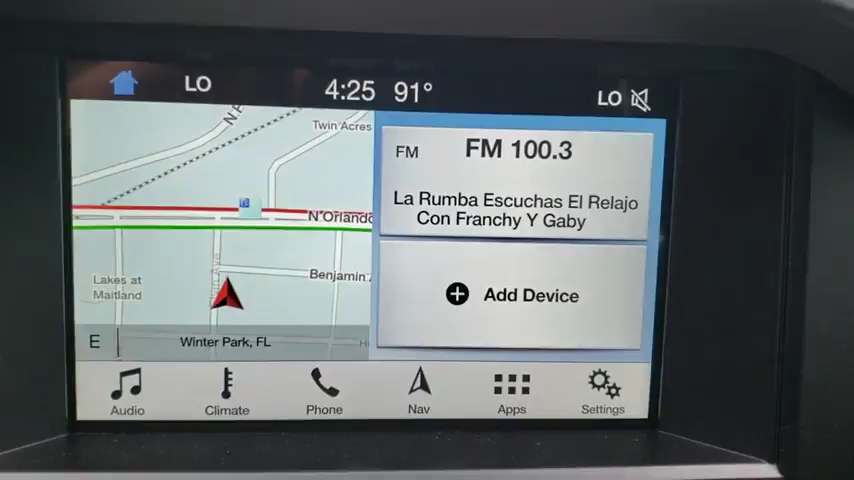 LO
4:25 91°
LO
Twin Acres
N Orlando
Lakes at
Maitland
Benjamin
E
Winter Park, FL
FM
FM 100.3
La Rumba Escuchas El Relajo
Con Franchy Y Gaby
Add Device
Audio
Climate
Phone
Nav
Apps
Settings